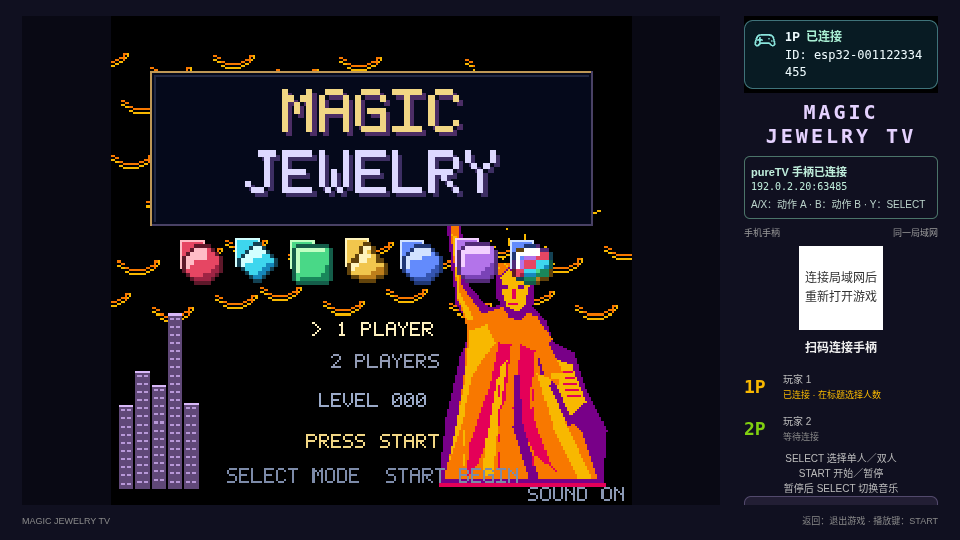 MAGIC
JEWELRY
> 1 PLAYER
2 PLAYERS
LEVEL 000
PRESS START
SELECT MODE START BEGIN
SOUND ON
1P 已连接
ID: esp32-001122334
455
MAGIC
JEWELRY TV
pureTV 手柄已连接
192.0.2.20:63485
A/X：动作 A · B：动作 B · Y：SELECT
手机手柄 同一局域网
连接局域网后
重新打开游戏
扫码连接手柄
1P 玩家 1
已连接 · 在标题选择人数
2P 玩家 2
等待连接
SELECT 选择单人／双人
START 开始／暂停
暂停后 SELECT 切换音乐
MAGIC JEWELRY TV
返回：退出游戏 · 播放键：START